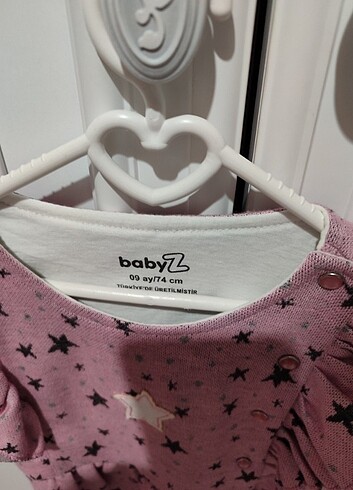 babyZ
09 ay/74 cm
TÜRKİYE'DE ÜRETİLMİŞTİR